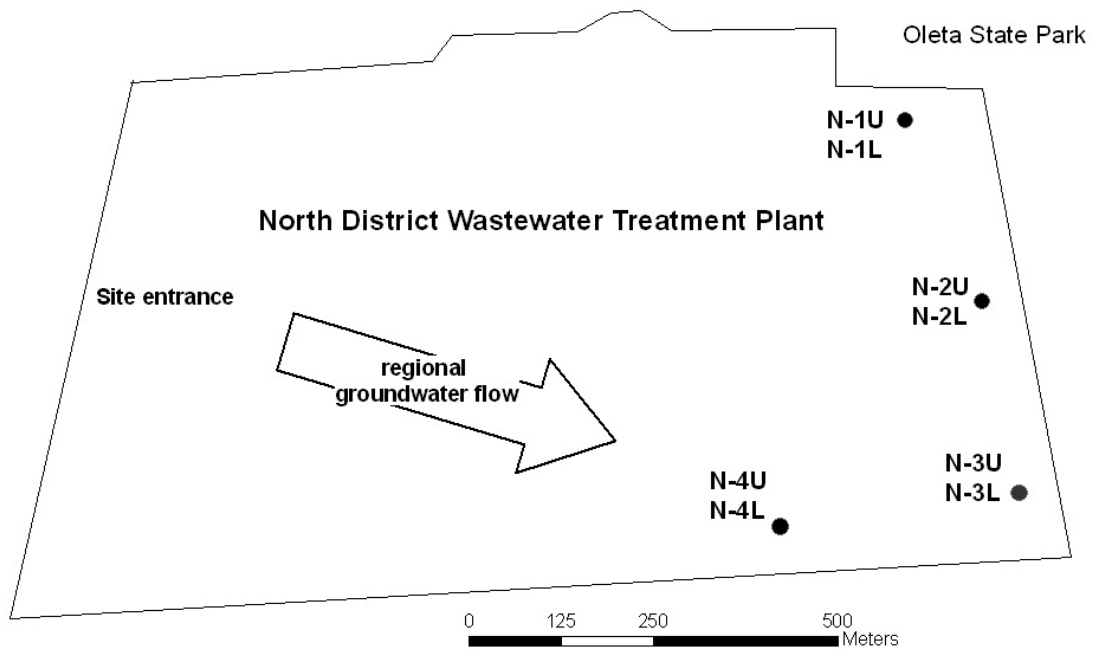 Oleta State Park
N-1U
N-1L
North District Wastewater Treatment Plant
Site entrance
N-2U
N-2L
regional
groundwater flow
N-3U
N-3L
N-4U
N-4L
0 125 250 500
Meters